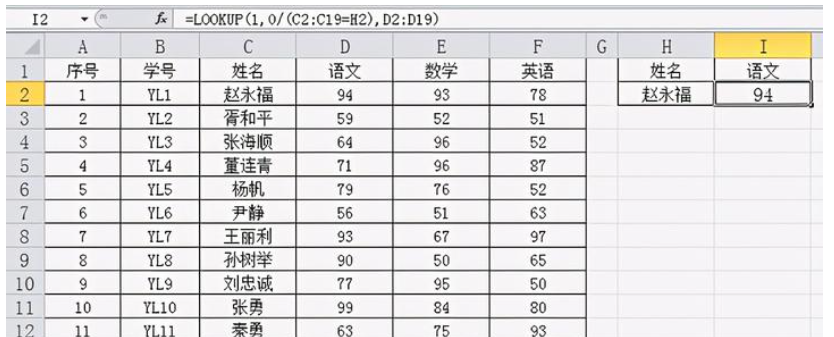 I2 fx =LOOKUP(1,0/(C2:C19=H2),D2:D19)
A B C D E F G H I
1 序号 学号 姓名 语文 数学 英语 姓名 语文
2 1 YL1 赵永福 94 93 78 赵永福 94
3 2 YL2 胥和平 59 52 51
4 3 YL3 张海顺 64 96 52
5 4 YL4 董连青 71 96 87
6 5 YL5 杨帆 79 76 52
7 6 YL6 尹静 56 51 63
8 7 YL7 王丽利 93 67 97
9 8 YL8 孙树举 90 50 65
10 9 YL9 刘忠诚 77 95 50
11 10 YL10 张勇 99 84 80
12 11 YL11 秦勇 63 75 93